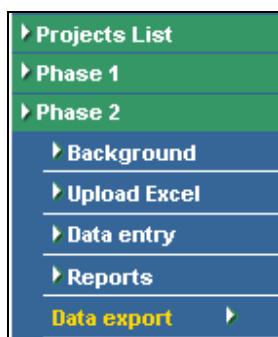 Projects List
Phase 1
Phase 2
Background
Upload Excel
Data entry
Reports
Data export